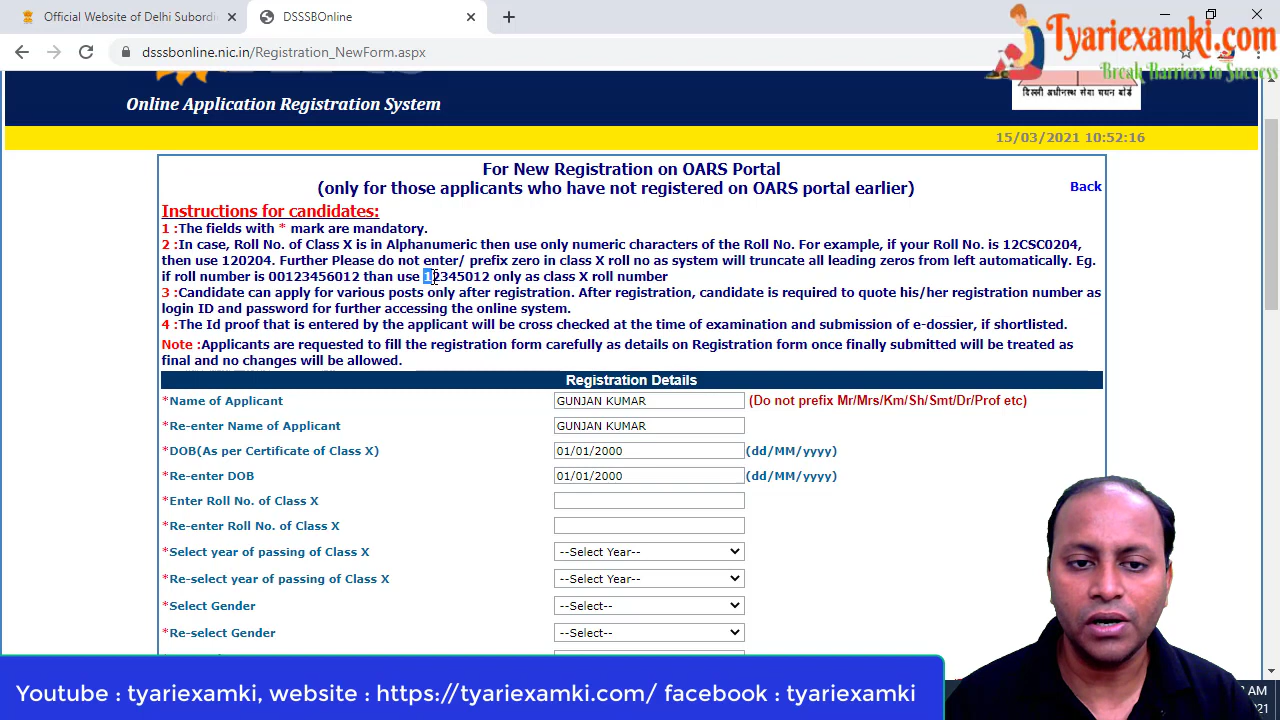 Official Website of Delhi Subordi
DSSSBOnline
dsssbonline.nic.in/Registration_NewForm.aspx
Tyariexamki.com
Break Barriers to Success
Online Application Registration System
दिल्ली अधीनस्थ सेवा चयन बोर्ड
15/03/2021 10:52:16
For New Registration on OARS Portal
(only for those applicants who have not registered on OARS portal earlier)
Back
Instructions for candidates:
1 :The fields with * mark are mandatory.
2 :In case, Roll No. of Class X is in Alphanumeric then use only numeric characters of the Roll No. For example, if your Roll No. is 12CSC0204,
then use 120204. Further Please do not enter/ prefix zero in class X roll no as system will truncate all leading zeros from left automatically. Eg.
if roll number is 00123456012 than use 12345012 only as class X roll number
3 :Candidate can apply for various posts only after registration. After registration, candidate is required to quote his/her registration number as
login ID and password for further accessing the online system.
4 :The Id proof that is entered by the applicant will be cross checked at the time of examination and submission of e-dossier, if shortlisted.
Note :Applicants are requested to fill the registration form carefully as details on Registration form once finally submitted will be treated as
final and no changes will be allowed.
Registration Details
*Name of Applicant GUNJAN KUMAR (Do not prefix Mr/Mrs/Km/Sh/Smt/Dr/Prof etc)
*Re-enter Name of Applicant GUNJAN KUMAR
*DOB(As per Certificate of Class X) 01/01/2000 (dd/MM/yyyy)
*Re-enter DOB 01/01/2000 (dd/MM/yyyy)
*Enter Roll No. of Class X
*Re-enter Roll No. of Class X
*Select year of passing of Class X --Select Year--
*Re-select year of passing of Class X --Select Year--
*Select Gender --Select--
*Re-select Gender --Select--
Youtube : tyariexamki, website : https://tyariexamki.com/ facebook : tyariexamki
AM